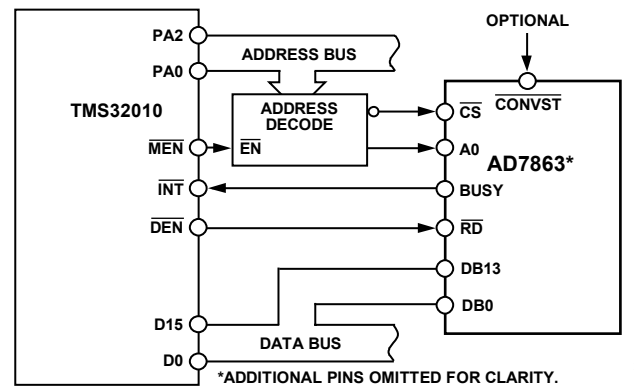 OPTIONAL
PA2
ADDRESS BUS
PA0
TMS32010
ADDRESS
DECODE
CS
CONVST
MEN
EN
A0
AD7863*
INT
BUSY
DEN
RD
DB13
DB0
D15
DATA BUS
D0
*ADDITIONAL PINS OMITTED FOR CLARITY.